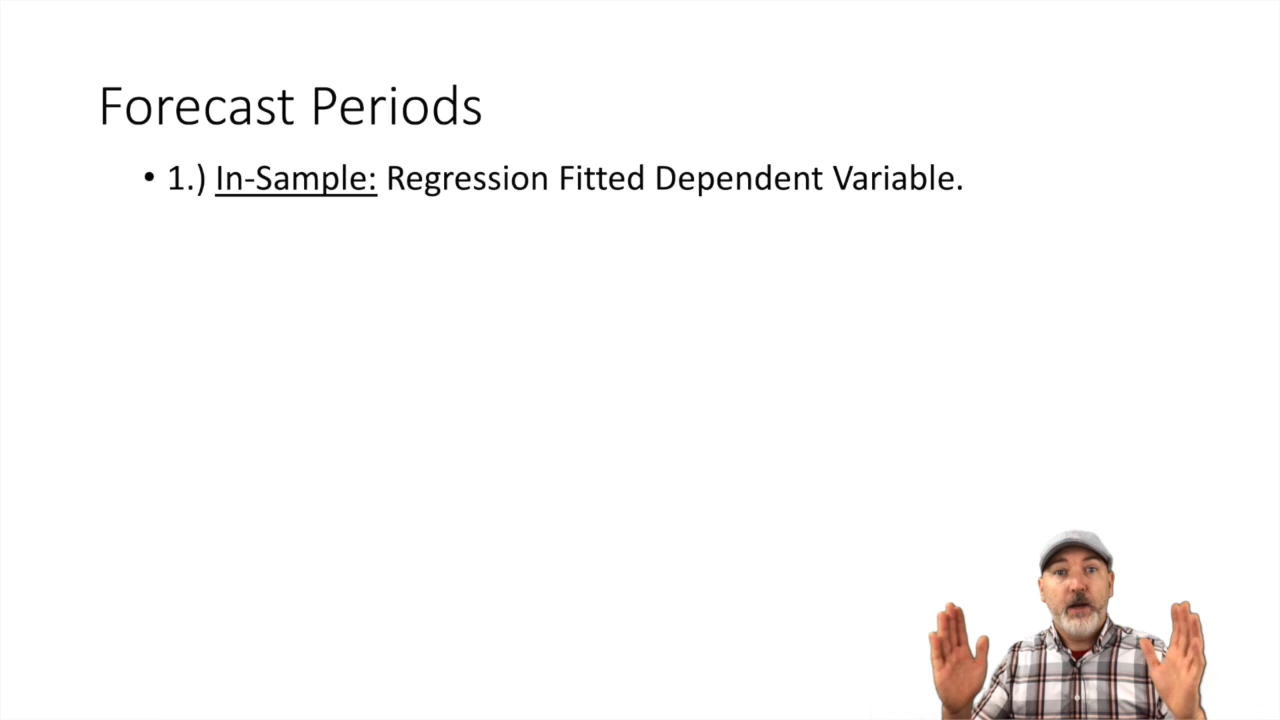 Forecast Periods
• 1.) In-Sample: Regression Fitted Dependent Variable.